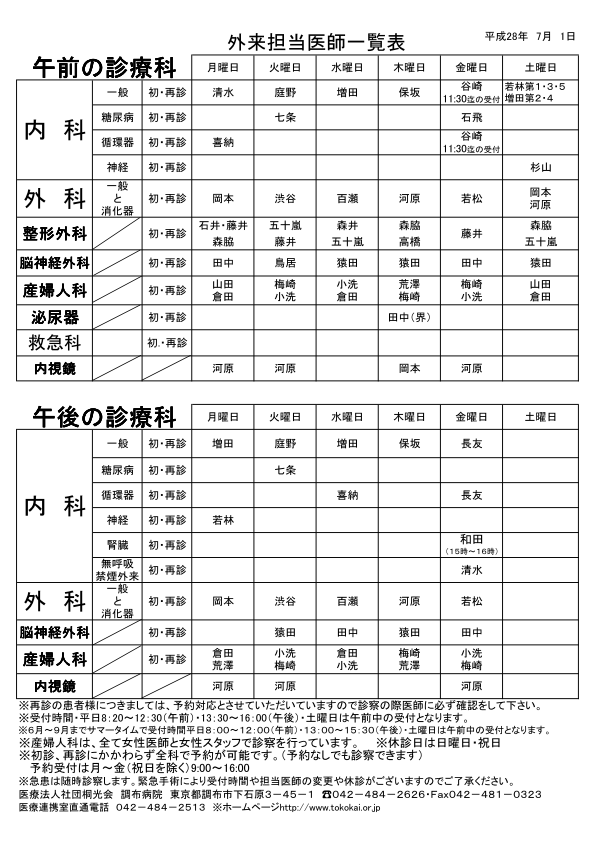 外来担当医師一覧表
平成28年 7月 1日
午前の診療科 月曜日 火曜日 水曜日 木曜日 金曜日 土曜日
内 科 一般 初・再診 清水 庭野 増田 保坂 谷崎 11:30迄の受付 若林第1・3・5 増田第2・4
糖尿病 初・再診 七条 石飛
循環器 初・再診 喜納 谷崎 11:30迄の受付
神経 初・再診 杉山
外 科 一般と消化器 初・再診 岡本 渋谷 百瀬 河原 若松 岡本 河原
整形外科 初・再診 石井・藤井 森脇 五十嵐 藤井 森井 五十嵐 森脇 高橋 藤井 森脇 五十嵐
脳神経外科 初・再診 田中 鳥居 猿田 猿田 田中 猿田
産婦人科 初・再診 山田 倉田 梅崎 小洗 小洗 倉田 荒澤 梅崎 梅崎 小洗 山田 倉田
泌尿器 初・再診 田中(界)
救急科 初.・再診
内視鏡 河原 河原 岡本 河原
午後の診療科 月曜日 火曜日 水曜日 木曜日 金曜日 土曜日
内 科 一般 初・再診 増田 庭野 増田 保坂 長友
糖尿病 初・再診 七条
循環器 初・再診 喜納 長友
神経 初・再診 若林
腎臓 初・再診 和田 (15時～16時)
無呼吸 禁煙外来 初・再診 清水
外 科 一般と消化器 初・再診 岡本 渋谷 百瀬 河原 若松
脳神経外科 初・再診 猿田 田中 猿田 田中
産婦人科 初・再診 倉田 荒澤 小洗 梅崎 倉田 小洗 梅崎 荒澤 小洗 梅崎
内視鏡 河原 河原 河原 河原
※再診の患者様につきましては、予約対応とさせていただいていますので診察の際医師に必ず確認をして下さい。
※受付時間・平日8:20～12:30(午前)・13:30～16:00(午後)・土曜日は午前中の受付となります。
※6月～9月までサマータイムで受付時間平日8:00～12:00(午前)・13:00～15:30(午後)・土曜日は午前中の受付となります。
※産婦人科は、全て女性医師と女性スタッフで診察を行っています。 ※休診日は日曜日・祝日
※初診、再診にかかわらず全科で予約が可能です。(予約なしでも診察できます)
予約受付は月～金(祝日を除く)9:00～16:00
※急患は随時診察します。緊急手術により受付時間や担当医師の変更や休診がございますのでご了承ください。
医療法人社団桐光会 調布病院 東京都調布市下石原3－45－1 ☎042－484－2626・Fax042－481－0323
医療連携室直通電話 042－484－2513 ※ホームページhttp://www.tokokai.or.jp